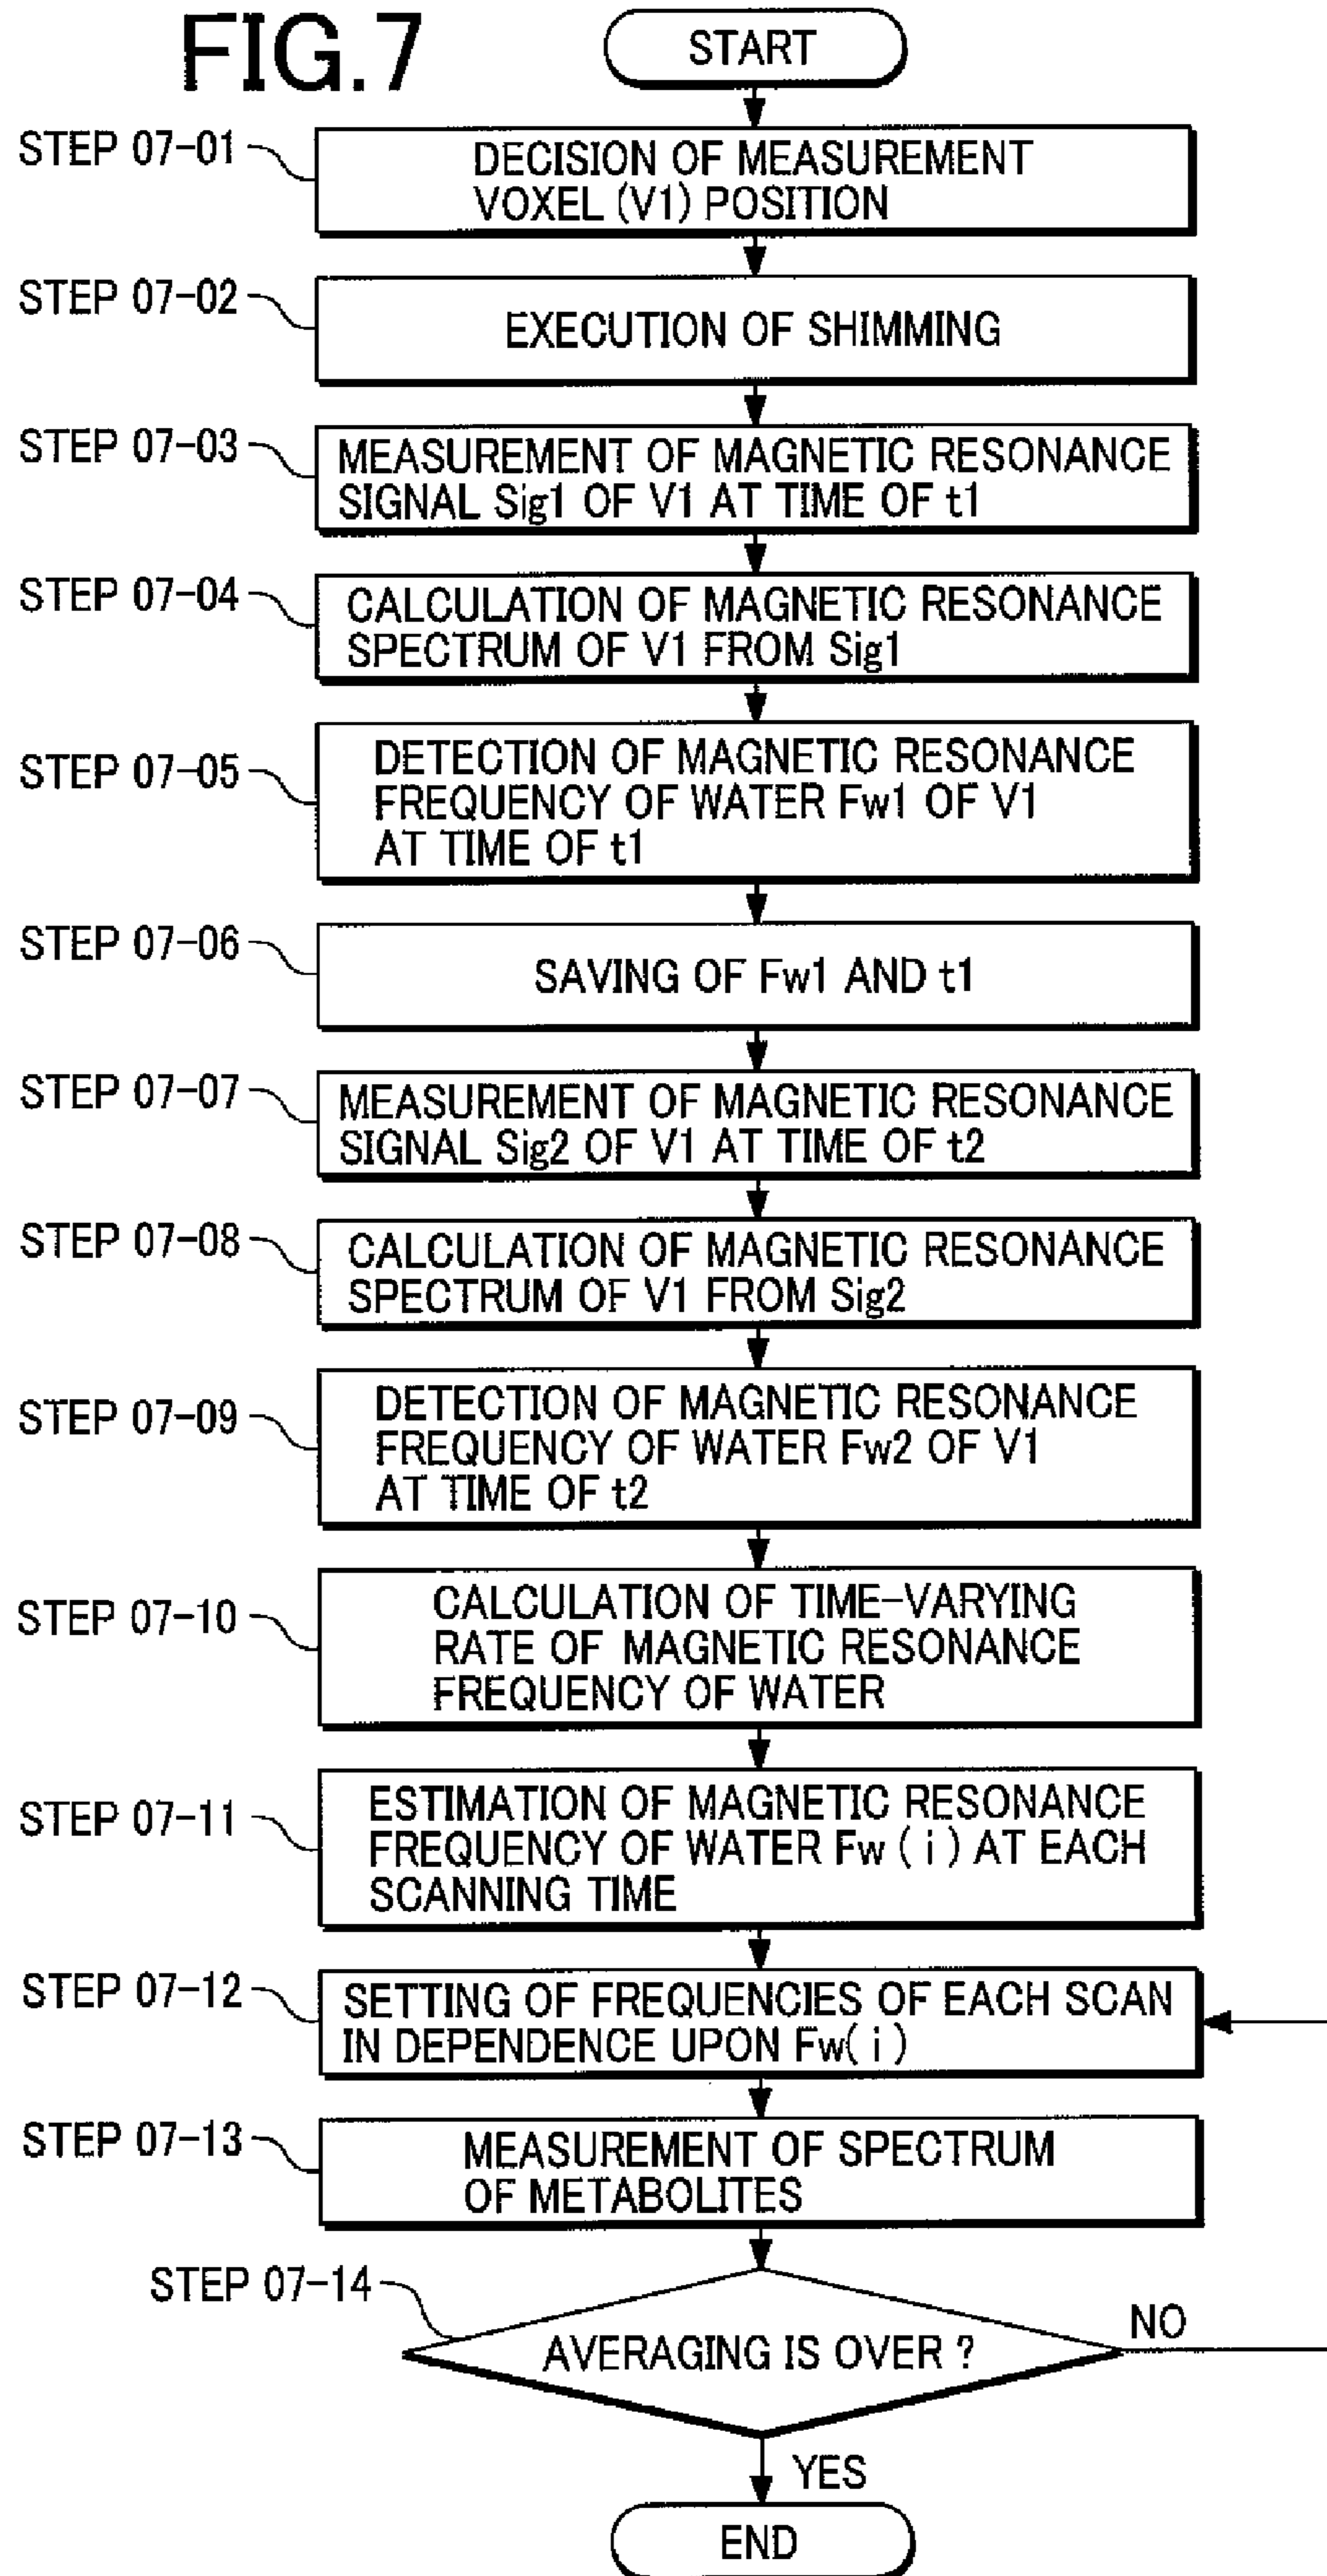 FIG.7
START
STEP 07-01
DECISION OF MEASUREMENT
VOXEL (V1) POSITION
STEP 07-02
EXECUTION OF SHIMMING
STEP 07-03
MEASUREMENT OF MAGNETIC RESONANCE
SIGNAL Sig1 OF V1 AT TIME OF t1
STEP 07-04
CALCULATION OF MAGNETIC RESONANCE
SPECTRUM OF V1 FROM Sig1
STEP 07-05
DETECTION OF MAGNETIC RESONANCE
FREQUENCY OF WATER Fw1 OF V1
AT TIME OF t1
STEP 07-06
SAVING OF Fw1 AND t1
STEP 07-07
MEASUREMENT OF MAGNETIC RESONANCE
SIGNAL Sig2 OF V1 AT TIME OF t2
STEP 07-08
CALCULATION OF MAGNETIC RESONANCE
SPECTRUM OF V1 FROM Sig2
STEP 07-09
DETECTION OF MAGNETIC RESONANCE
FREQUENCY OF WATER Fw2 OF V1
AT TIME OF t2
STEP 07-10
CALCULATION OF TIME-VARYING
RATE OF MAGNETIC RESONANCE
FREQUENCY OF WATER
STEP 07-11
ESTIMATION OF MAGNETIC RESONANCE
FREQUENCY OF WATER Fw (i) AT EACH
SCANNING TIME
STEP 07-12
SETTING OF FREQUENCIES OF EACH SCAN
IN DEPENDENCE UPON Fw(i)
STEP 07-13
MEASUREMENT OF SPECTRUM
OF METABOLITES
STEP 07-14
AVERAGING IS OVER ?
NO
YES
END